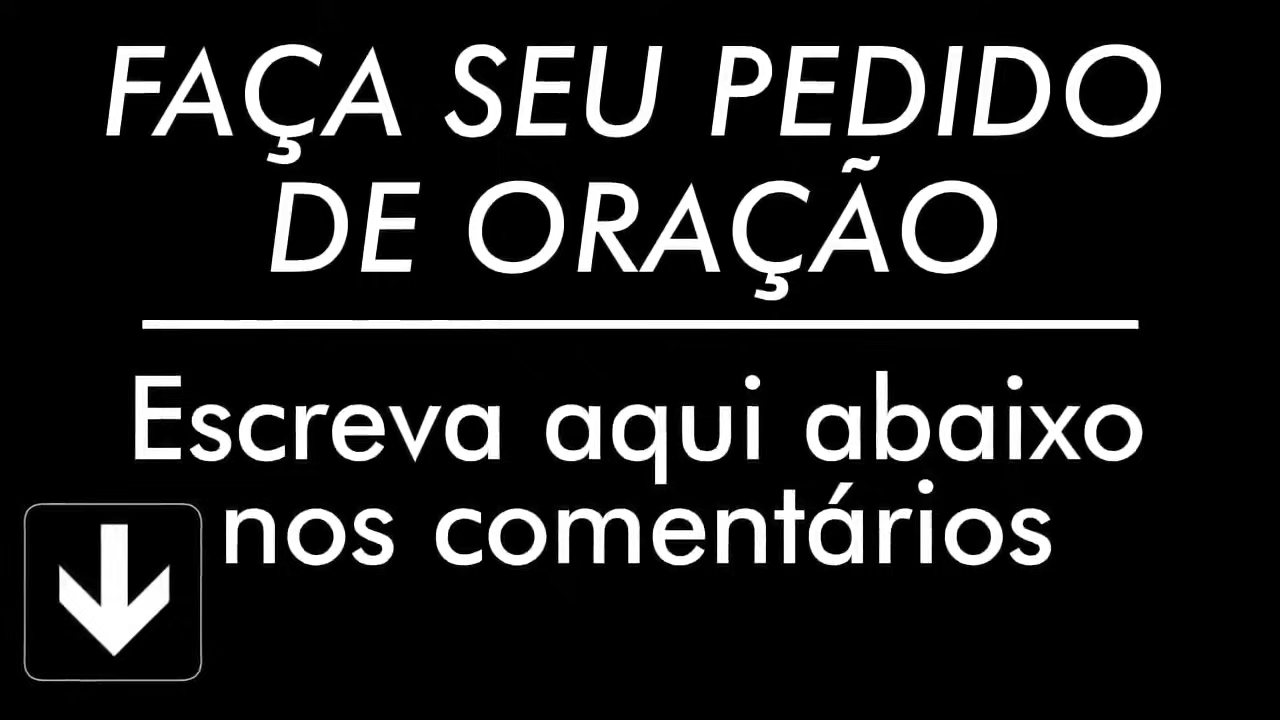 FAÇA SEU PEDIDO
DE ORAÇÃO
Escreva aqui abaixo
nos comentários